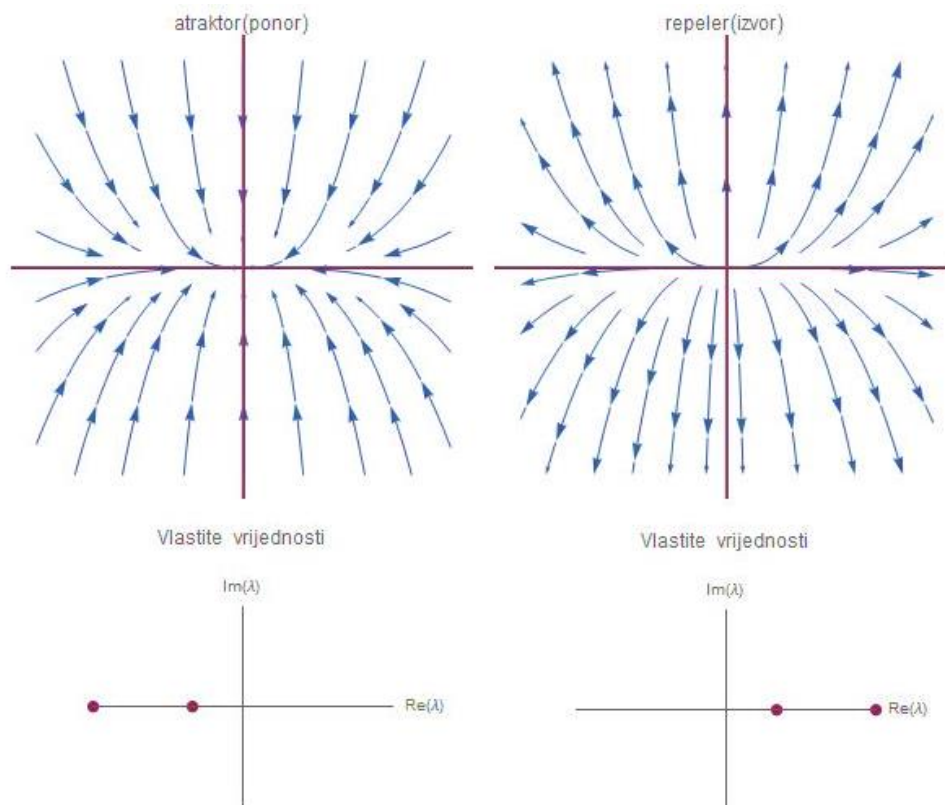 atraktor(ponor)
repeler(izvor)
Vlastite vrijednosti
Vlastite vrijednosti
Im(λ)
Im(λ)
Re(λ)
Re(λ)